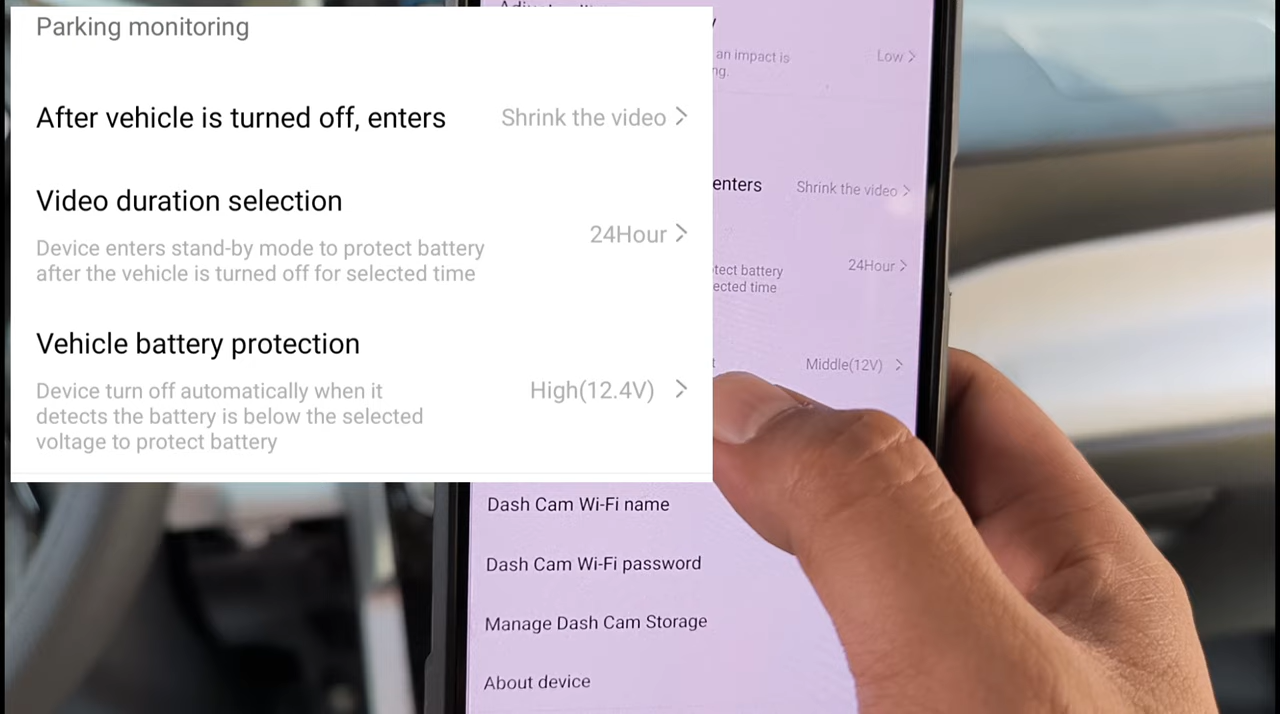 Parking monitoring
After vehicle is turned off, enters
Shrink the video
Video duration selection
Device enters stand-by mode to protect battery
after the vehicle is turned off for selected time
24Hour
Vehicle battery protection
Device turn off automatically when it
detects the battery is below the selected
voltage to protect battery
High(12.4V)
an impact is
Low
enters
Shrink the video
battery
24Hour
time
Middle(12V)
Dash Cam Wi-Fi name
Dash Cam Wi-Fi password
Manage Dash Cam Storage
About device